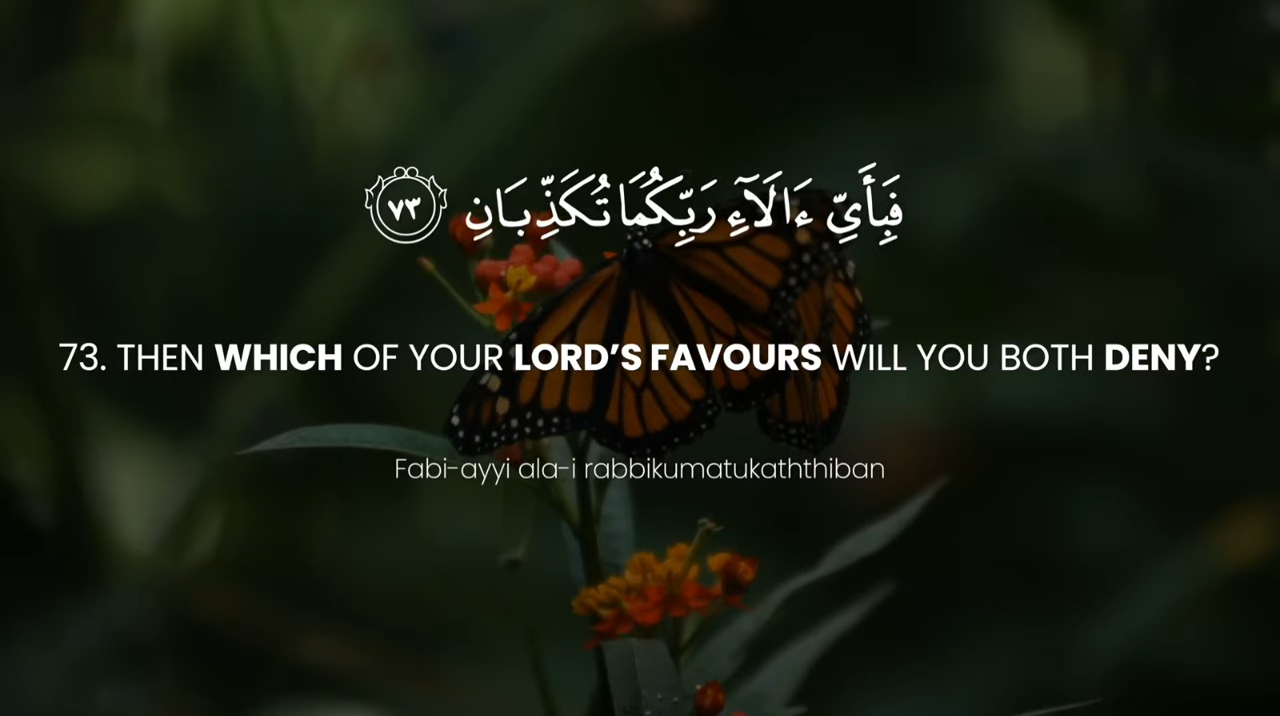 فَبِأَيِّ ءَالَآءِ رَبِّكُمَا تُكَذِّبَانِ ٧٣
73. THEN WHICH OF YOUR LORD’S FAVOURS WILL YOU BOTH DENY?
Fabi-ayyi ala-i rabbikumatukaththiban